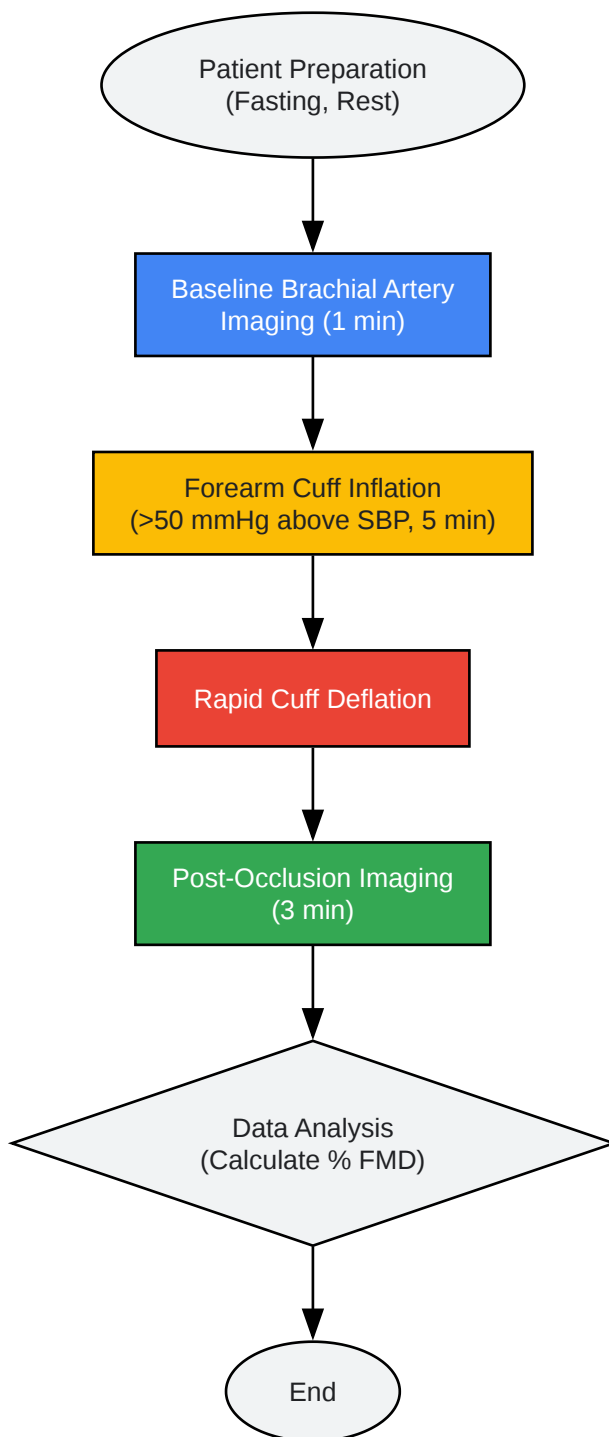 Patient Preparation
(Fasting, Rest)
Baseline Brachial Artery
Imaging (1 min)
Forearm Cuff Inflation
(>50 mmHg above SBP, 5 min)
Rapid Cuff Deflation
Post-Occlusion Imaging
(3 min)
Data Analysis
(Calculate % FMD)
End